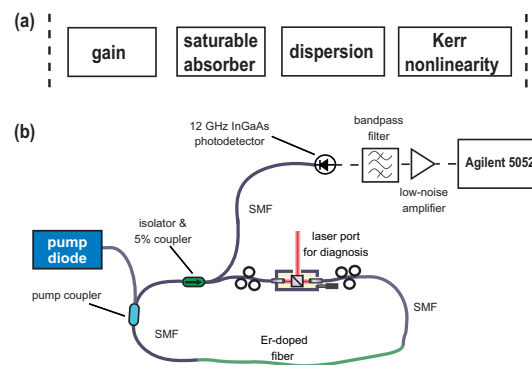 (a)
gain
saturable
absorber
dispersion
Kerr
nonlinearity
(b)
12 GHz InGaAs
photodetector
bandpass
filter
Agilent 5052
low-noise
amplifier
SMF
isolator &
5% coupler
laser port
for diagnosis
pump
diode
pump coupler
SMF
SMF
Er-doped
fiber